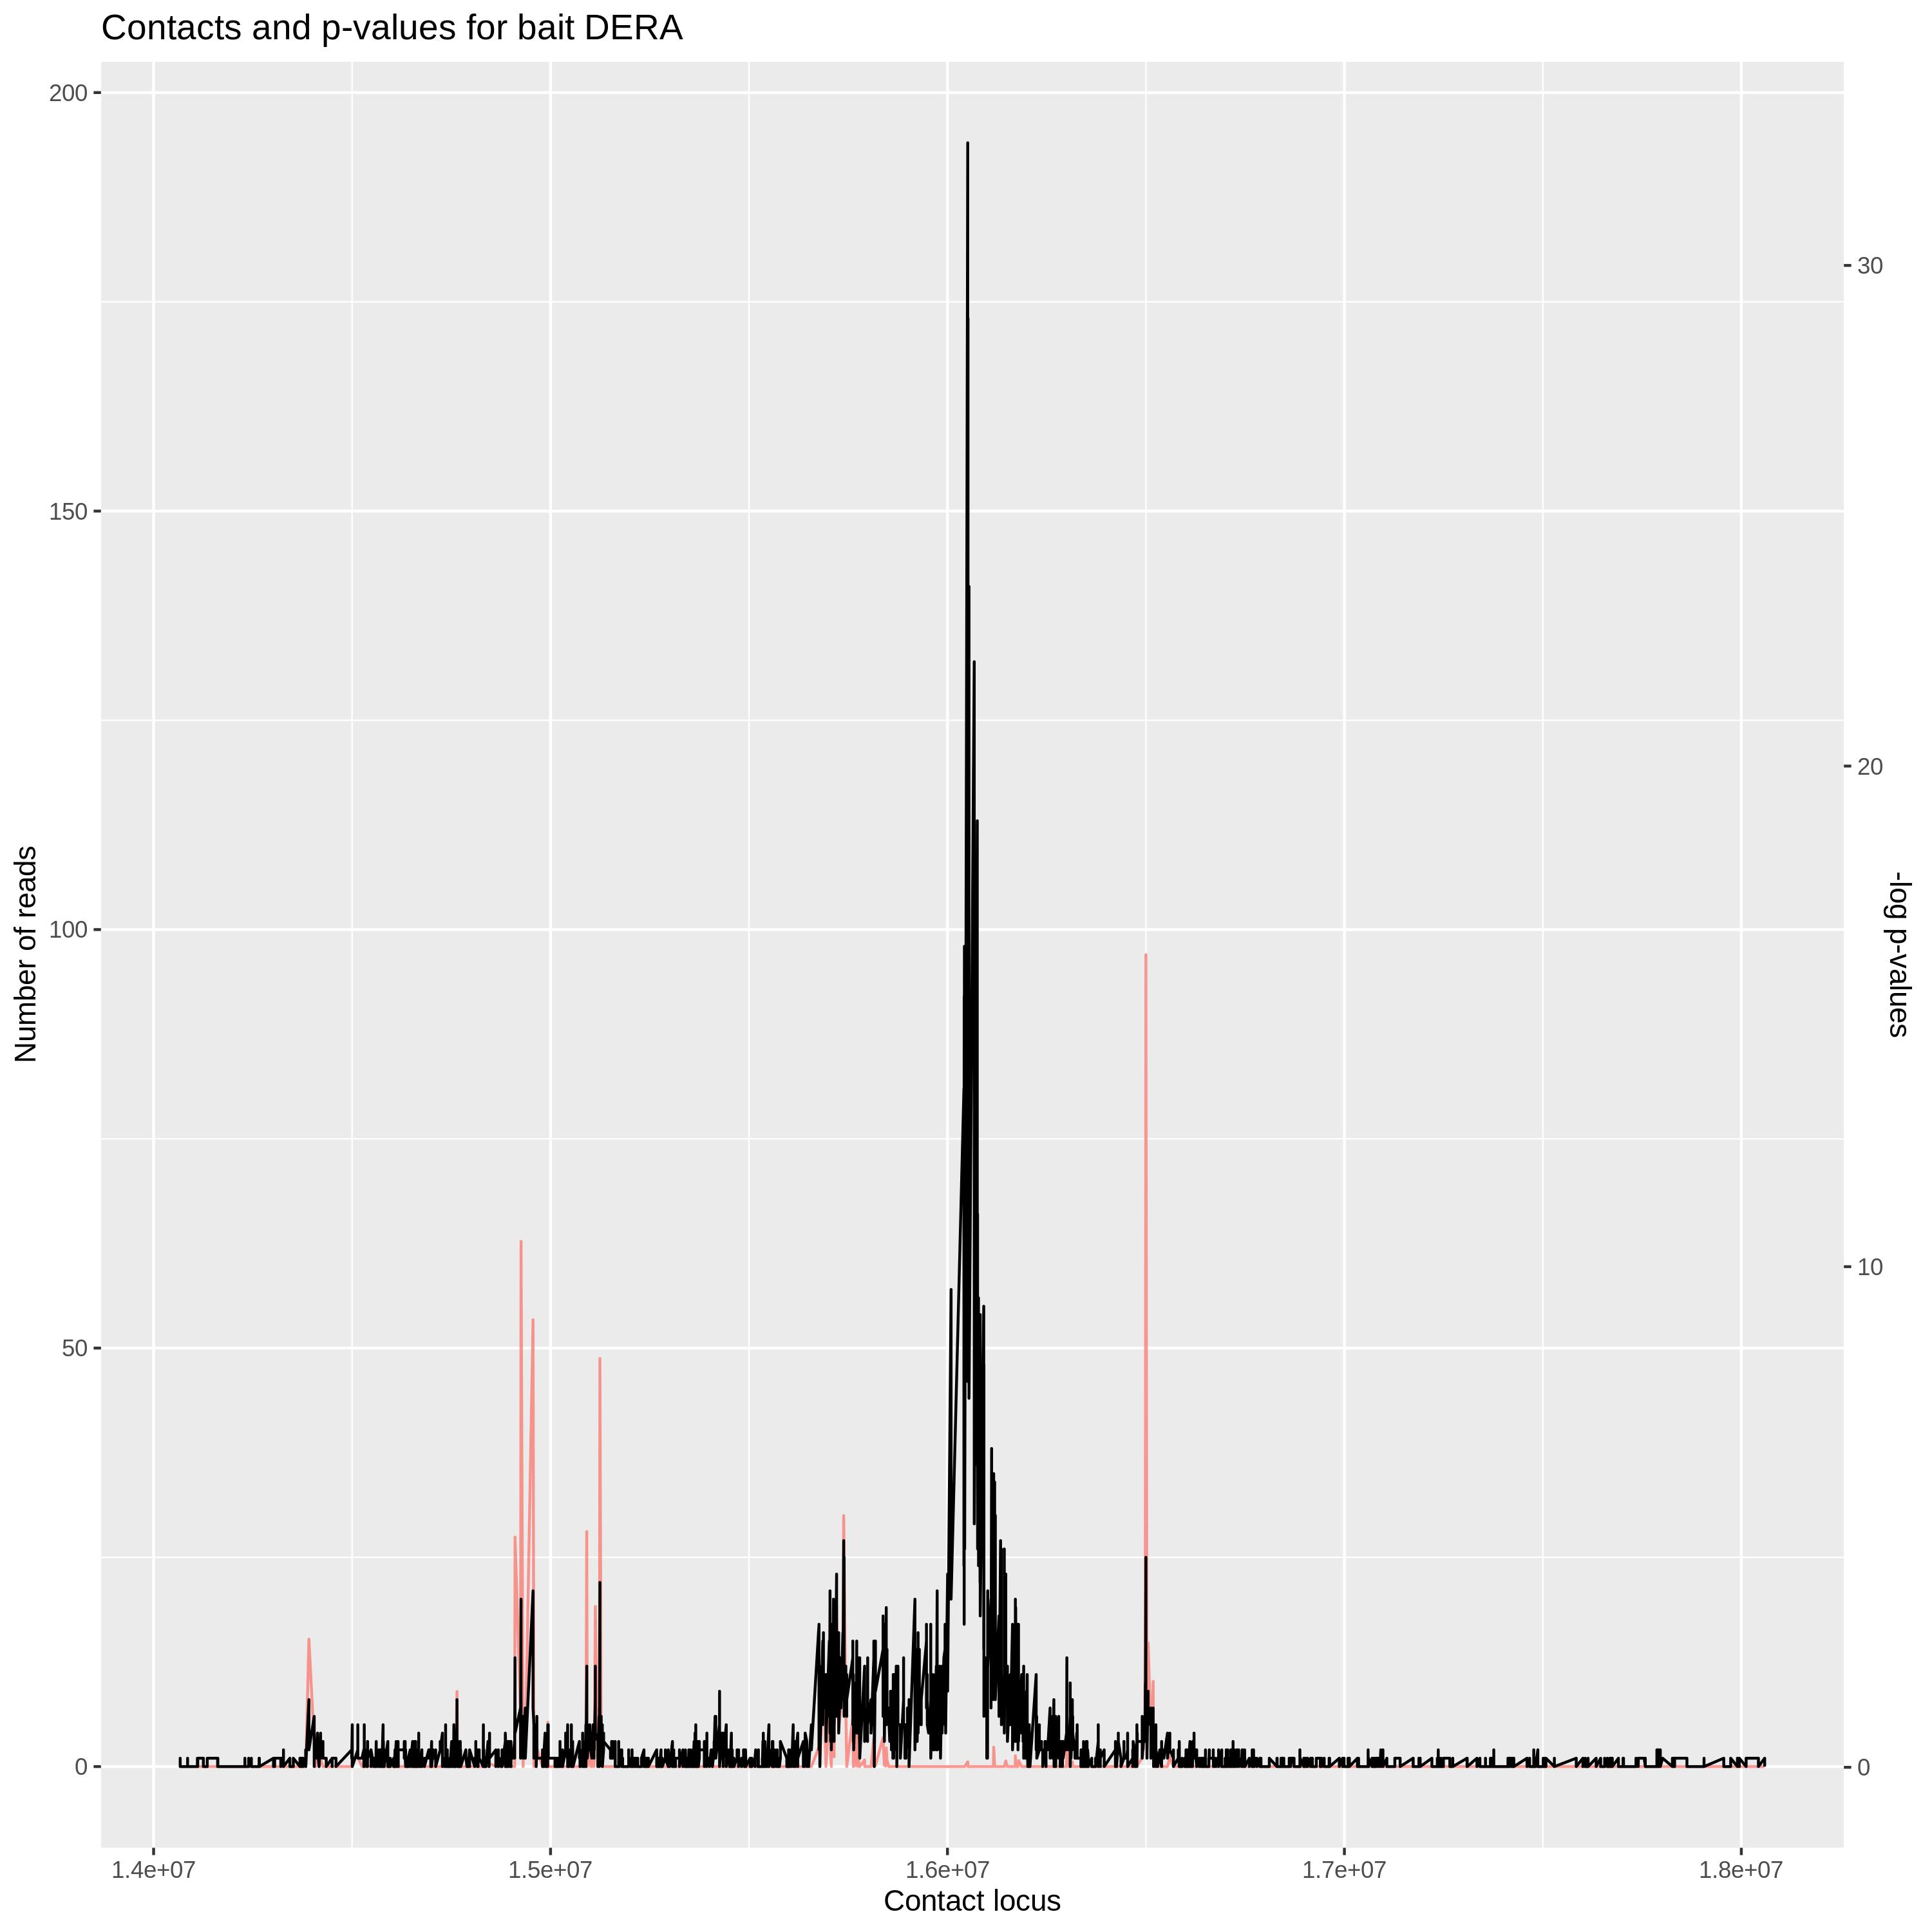 Contacts and p-values for bait DERA
200
150
100
50
0
30
20
10
0
Number of reads
-log p-values
1.4e+07 1.5e+07 1.6e+07 1.7e+07 1.8e+07
Contact locus